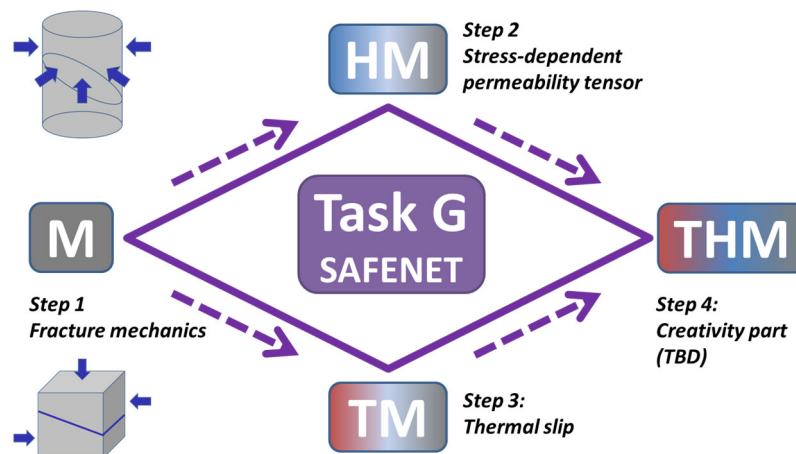 HM
Step 2
Stress-dependent
permeability tensor
M
Step 1
Fracture mechanics
Task G
SAFENET
THM
Step 4:
Creativity part
(TBD)
TM
Step 3:
Thermal slip